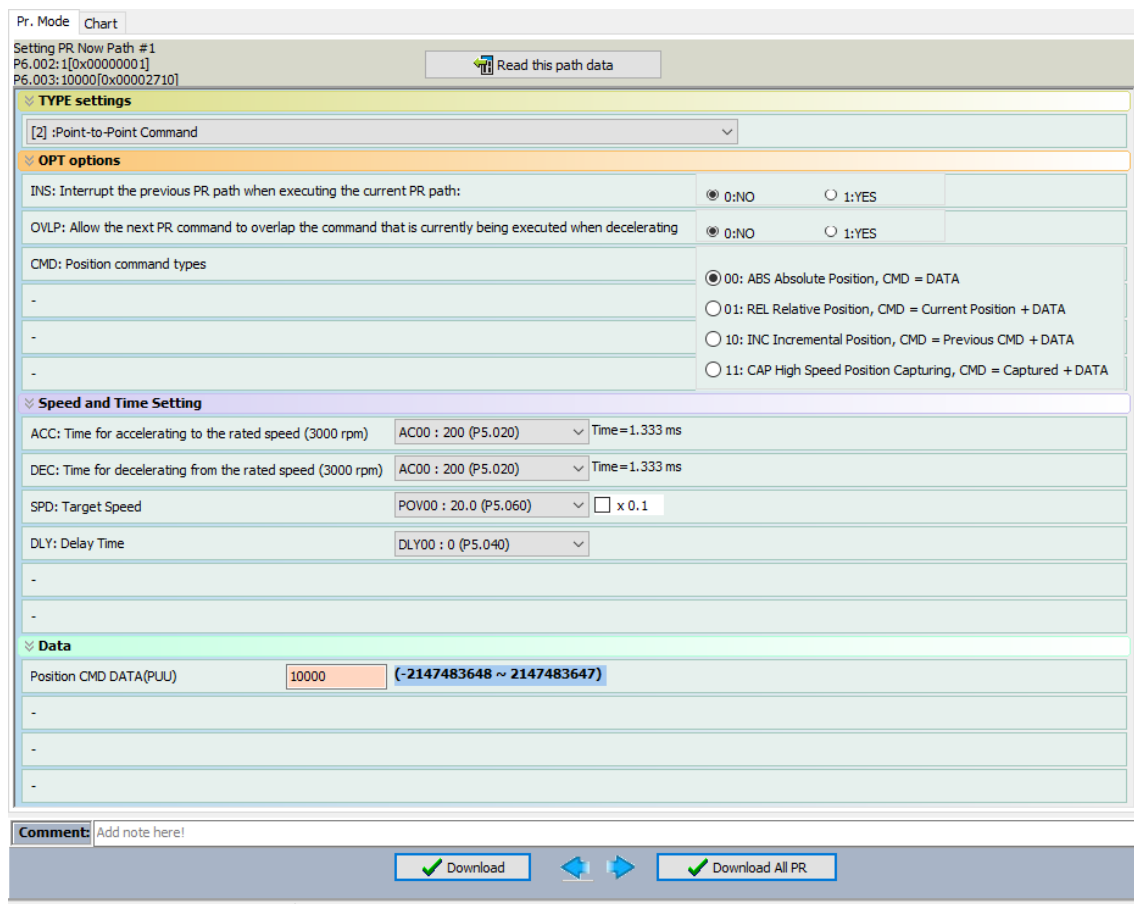 Pr. Mode Chart
Setting PR Now Path #1
P6.002:1[0x00000001]
P6.003:10000[0x00002710]
Read this path data
TYPE settings
[2] :Point-to-Point Command
OPT options
INS: Interrupt the previous PR path when executing the current PR path: 0:NO 1:YES
OVLP: Allow the next PR command to overlap the command that is currently being executed when decelerating 0:NO 1:YES
CMD: Position command types
00: ABS Absolute Position, CMD = DATA
-
01: REL Relative Position, CMD = Current Position + DATA
-
10: INC Incremental Position, CMD = Previous CMD + DATA
-
11: CAP High Speed Position Capturing, CMD = Captured + DATA
Speed and Time Setting
ACC: Time for accelerating to the rated speed (3000 rpm) AC00 : 200 (P5.020) Time=1.333 ms
DEC: Time for decelerating from the rated speed (3000 rpm) AC00 : 200 (P5.020) Time=1.333 ms
SPD: Target Speed POV00 : 20.0 (P5.060) x 0.1
DLY: Delay Time DLY00 : 0 (P5.040)
-
-
Data
Position CMD DATA(PUU) 10000 (-2147483648 ~ 2147483647)
-
-
-
Comment: Add note here!
Download Download All PR